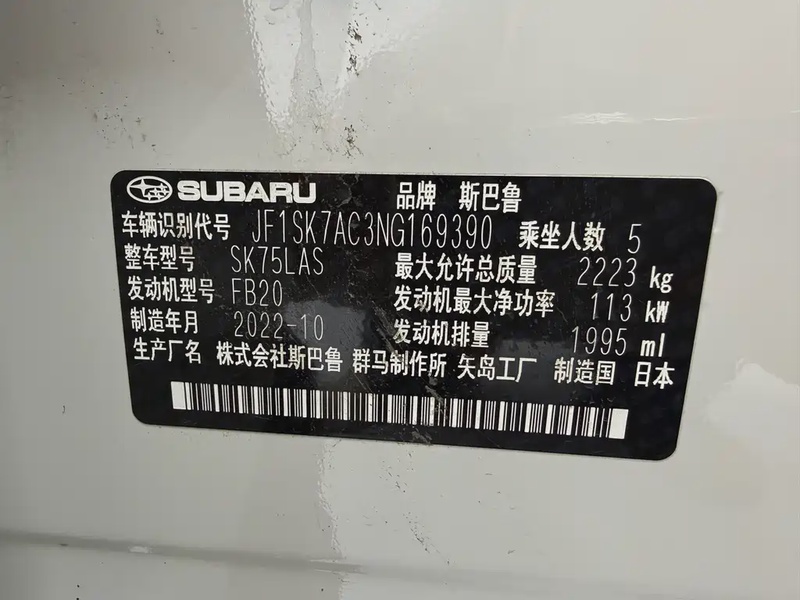 SUBARU 品牌 斯巴鲁
车辆识别代号 JF1SK7AC3NG169390 乘坐人数 5
整车型号 SK75LAS 最大允许总质量 2223 kg
发动机型号 FB20 发动机最大净功率 113 kW
制造年月 2022-10 发动机排量 1995 ml
生产厂名 株式会社斯巴鲁 群马制作所 矢岛工厂 制造国 日本